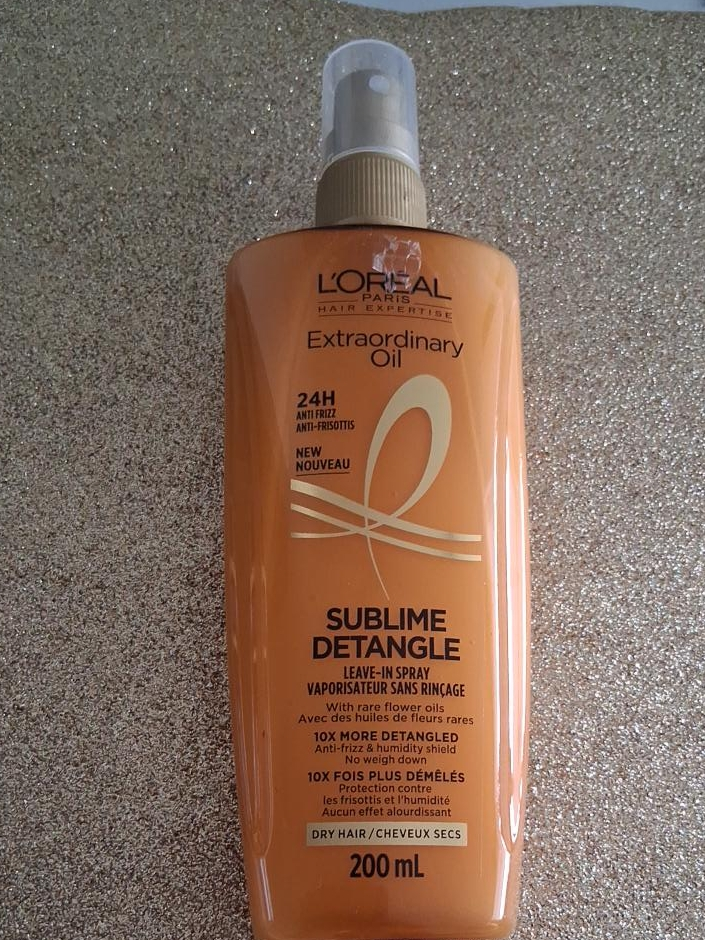 L'ORÉAL
PARIS
HAIR EXPERTISE
Extraordinary
Oil
24H
ANTI FRIZZ
ANTI-FRISOTTIS
NEW
NOUVEAU
SUBLIME
DETANGLE
LEAVE-IN SPRAY
VAPORISATEUR SANS RINÇAGE
With rare flower oils
Avec des huiles de fleurs rares
10X MORE DETANGLED
Anti-frizz & humidity shield
No weigh down
10X FOIS PLUS DÉMÊLÉS
Protection contre
les frisottis et l'humidité
Aucun effet alourdissant
DRY HAIR / CHEVEUX SECS
200 mL